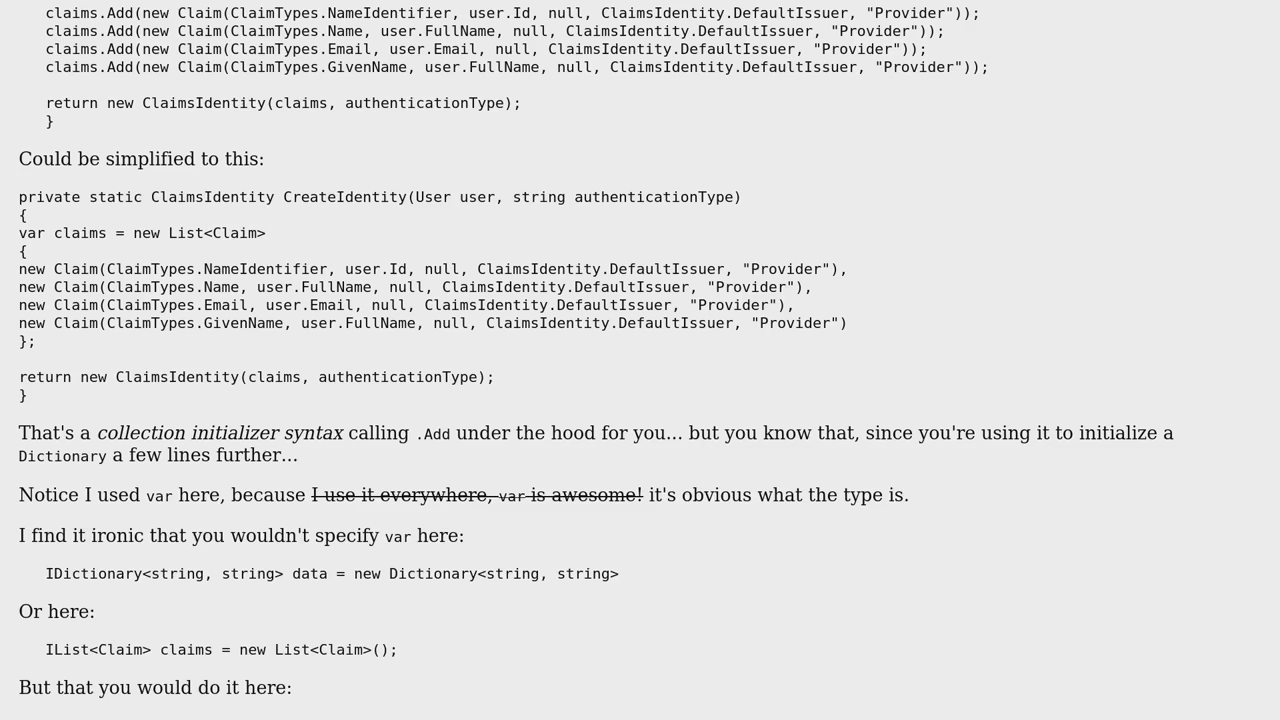 claims.Add(new Claim(ClaimTypes.NameIdentifier, user.Id, null, ClaimsIdentity.DefaultIssuer, "Provider"));
claims.Add(new Claim(ClaimTypes.Name, user.FullName, null, ClaimsIdentity.DefaultIssuer, "Provider"));
claims.Add(new Claim(ClaimTypes.Email, user.Email, null, ClaimsIdentity.DefaultIssuer, "Provider"));
claims.Add(new Claim(ClaimTypes.GivenName, user.FullName, null, ClaimsIdentity.DefaultIssuer, "Provider"));
return new ClaimsIdentity(claims, authenticationType);
}
Could be simplified to this:
private static ClaimsIdentity CreateIdentity(User user, string authenticationType)
{
var claims = new List<Claim>
{
new Claim(ClaimTypes.NameIdentifier, user.Id, null, ClaimsIdentity.DefaultIssuer, "Provider"),
new Claim(ClaimTypes.Name, user.FullName, null, ClaimsIdentity.DefaultIssuer, "Provider"),
new Claim(ClaimTypes.Email, user.Email, null, ClaimsIdentity.DefaultIssuer, "Provider"),
new Claim(ClaimTypes.GivenName, user.FullName, null, ClaimsIdentity.DefaultIssuer, "Provider")
};
return new ClaimsIdentity(claims, authenticationType);
}
That's a collection initializer syntax calling .Add under the hood for you... but you know that, since you're using it to initialize a
Dictionary a few lines further...
Notice I used var here, because I use it everywhere, var is awesome! it's obvious what the type is.
I find it ironic that you wouldn't specify var here:
IDictionary<string, string> data = new Dictionary<string, string>
Or here:
IList<Claim> claims = new List<Claim>();
But that you would do it here: